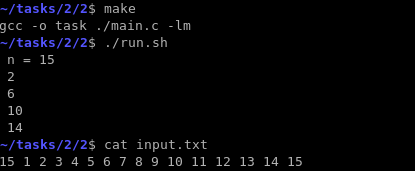 ~/tasks/2/2$ make
gcc -o task ./main.c -lm
~/tasks/2/2$ ./run.sh
n = 15
2
6
10
14
~/tasks/2/2$ cat input.txt
15 1 2 3 4 5 6 7 8 9 10 11 12 13 14 15